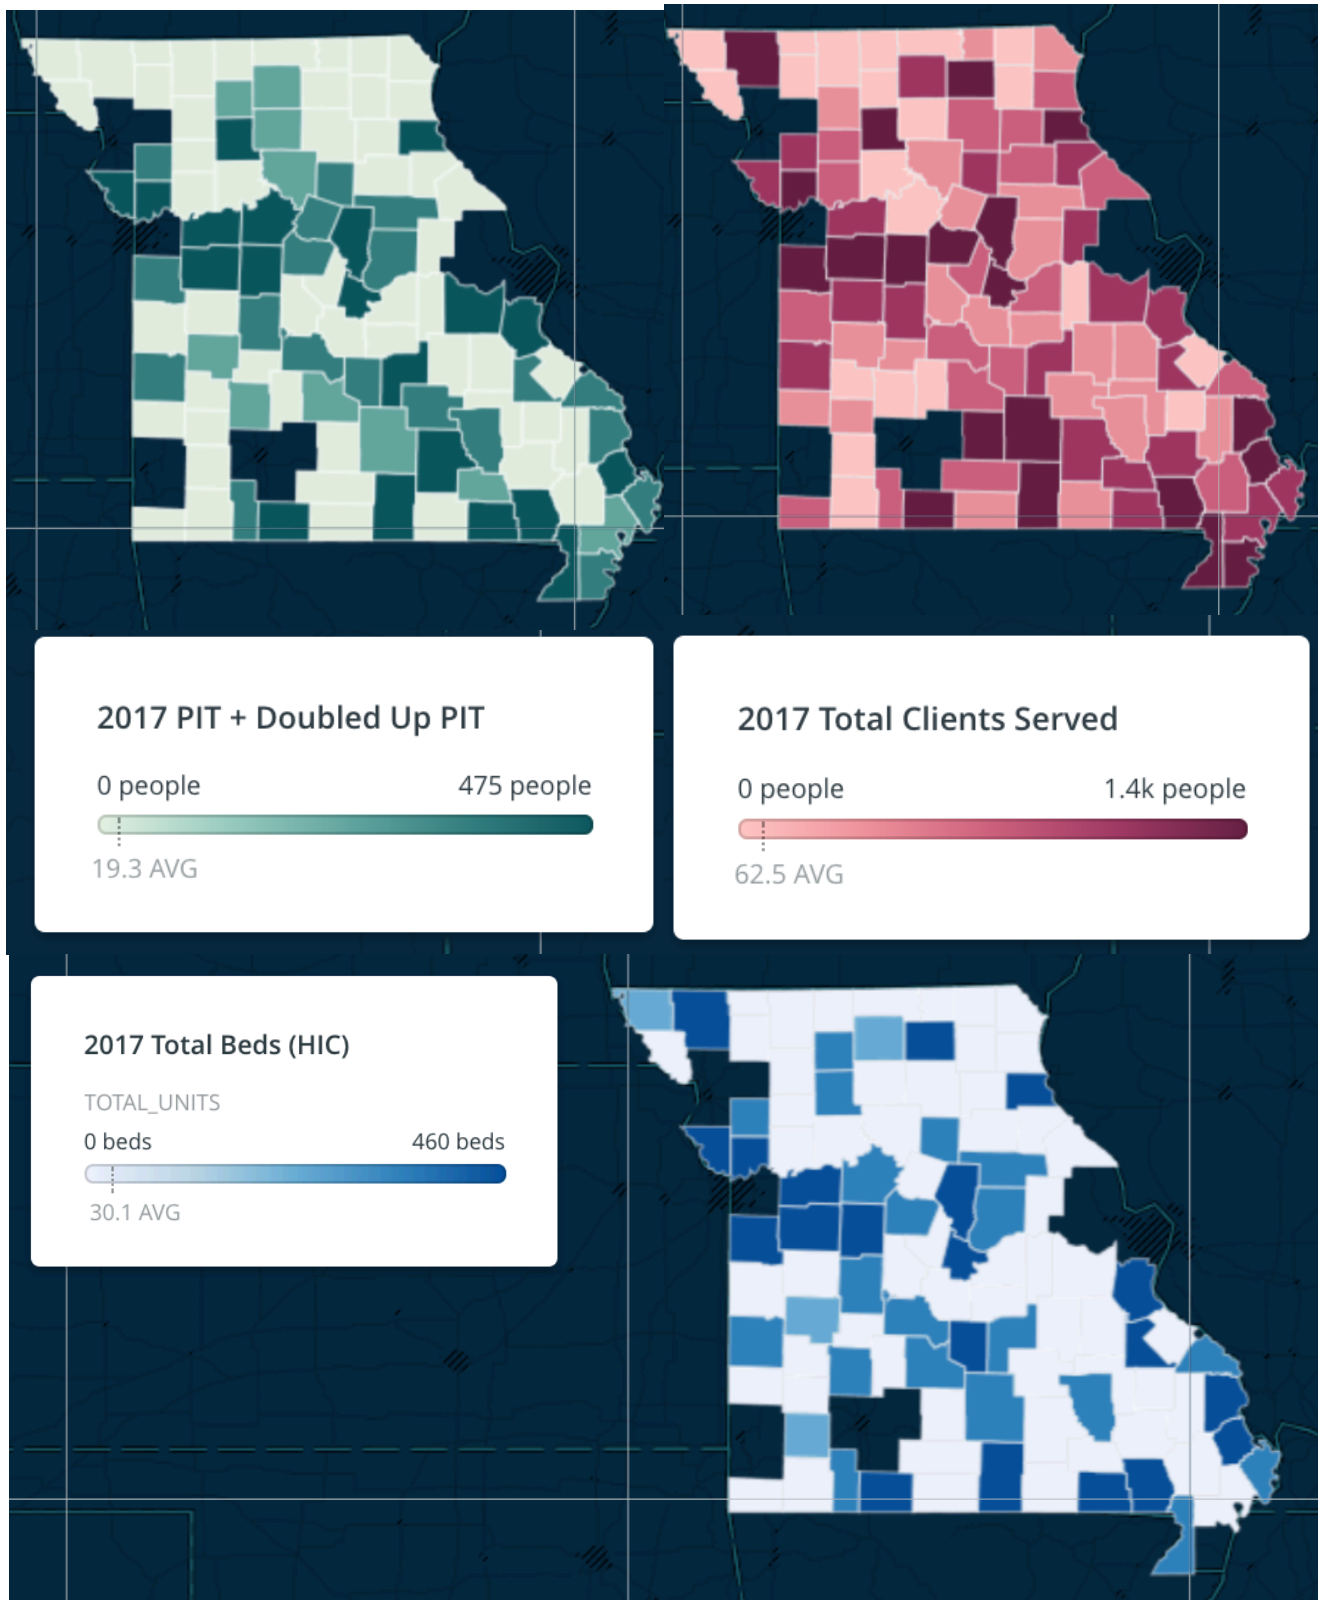 2017 PIT + Doubled Up PIT
0 people 475 people
19.3 AVG
2017 Total Clients Served
0 people 1.4k people
62.5 AVG
2017 Total Beds (HIC)
TOTAL_UNITS
0 beds 460 beds
30.1 AVG